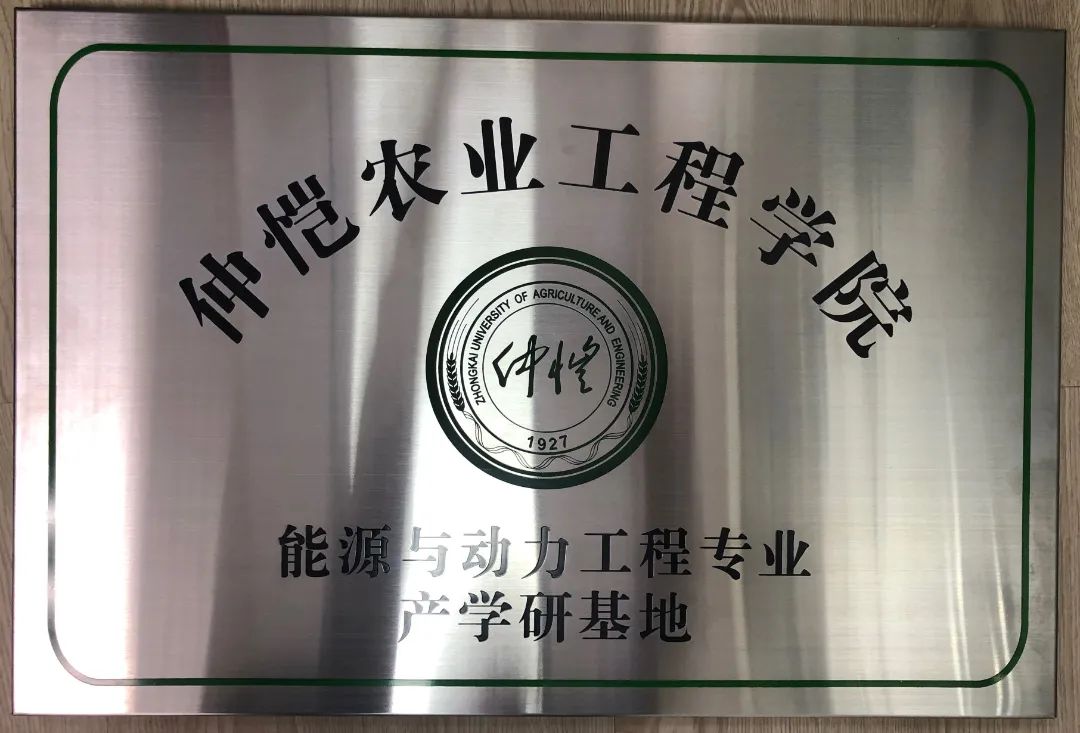 仲恺农业工程学院
ZHONGKAI UNIVERSITY OF AGRICULTURE AND ENGINEERING
仲恺
1927
能源与动力工程专业
产学研基地